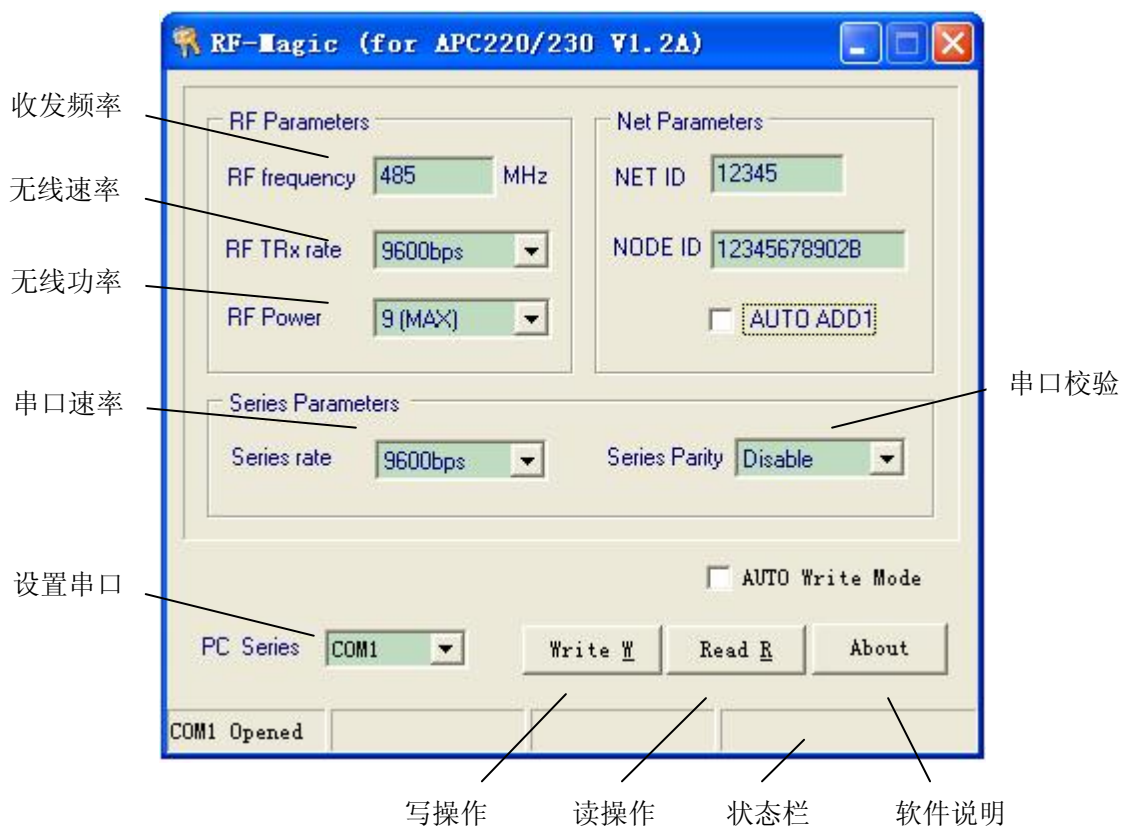 RF-Magic (for APC220/230 V1.2A)
收发频率
RF Parameters
Net Parameters
RF frequency 485 MHz
NET ID 12345
无线速率
RF TRx rate 9600bps
NODE ID 12345678902B
无线功率
RF Power 9 (MAX)
AUTO ADD1
串口校验
串口速率
Series Parameters
Series rate 9600bps
Series Parity Disable
设置串口
AUTO Write Mode
PC Series COM1
Write W
Read R
About
COM1 Opened
写操作
读操作
状态栏
软件说明